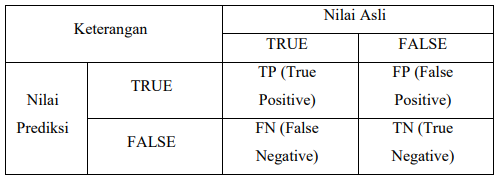 Keterangan
Nilai Asli
TRUE
FALSE
Nilai
Prediksi
TRUE
TP (True
Positive)
FP (False
Positive)
FALSE
FN (False
Negative)
TN (True
Negative)